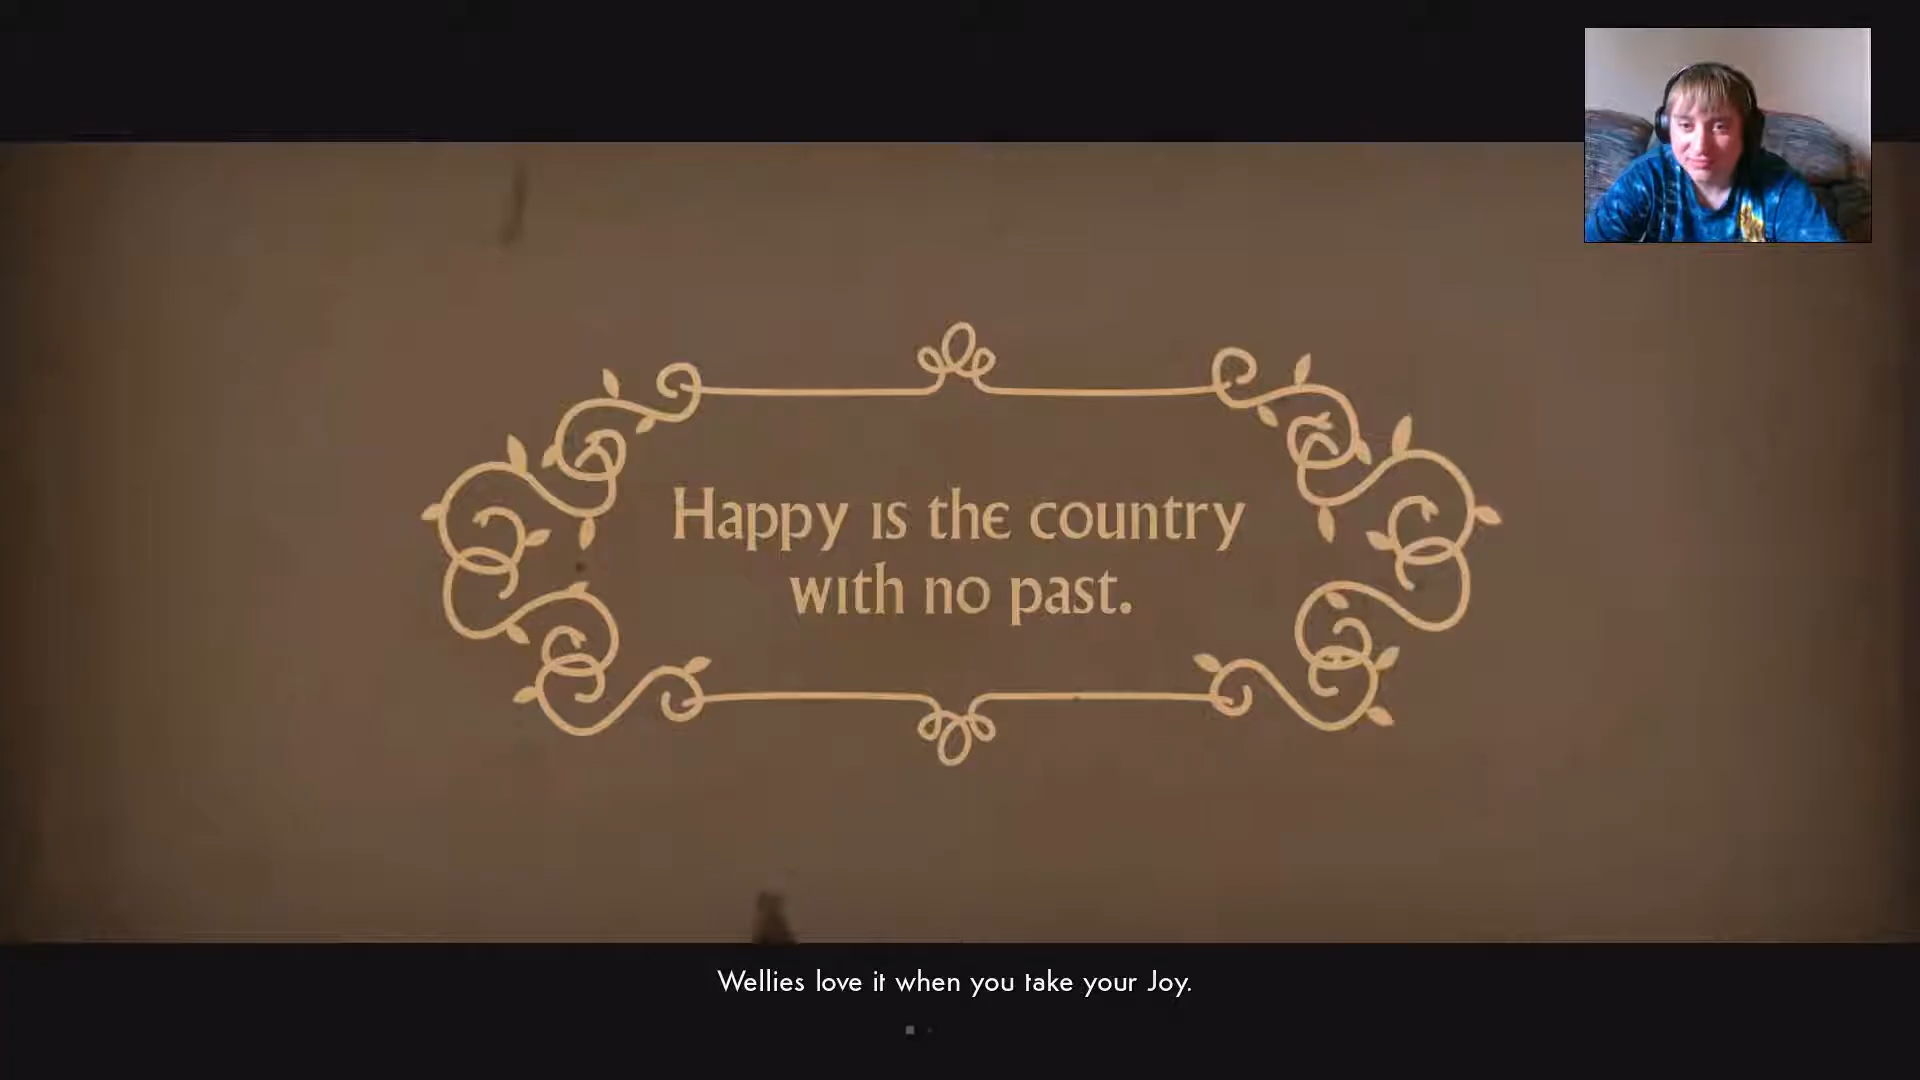 Happy is the country
with no past.
Wellies love it when you take your Joy.